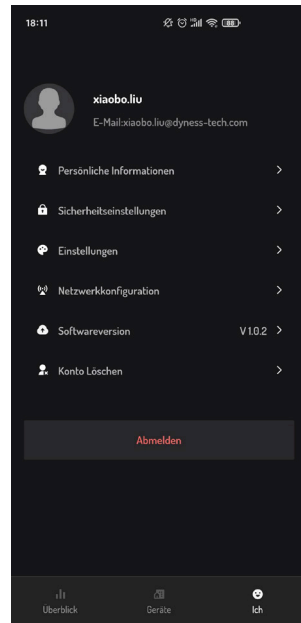 18:11
88
xiaobo.liu
E-Mail:xiaobo.liu@dyness-tech.com
Persönliche Informationen
Sicherheitseinstellungen
Einstellungen
Netzwerkkonfiguration
Softwareversion V1.0.2
Konto Löschen
Abmelden
Überblick Geräte Ich